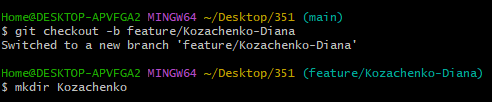 Home@DESKTOP-APVFGA2 MINGW64 ~/Desktop/351 (main)
$ git checkout -b feature/Kozachenko-Diana
Switched to a new branch 'feature/Kozachenko-Diana'
Home@DESKTOP-APVFGA2 MINGW64 ~/Desktop/351 (feature/Kozachenko-Diana)
$ mkdir Kozachenko